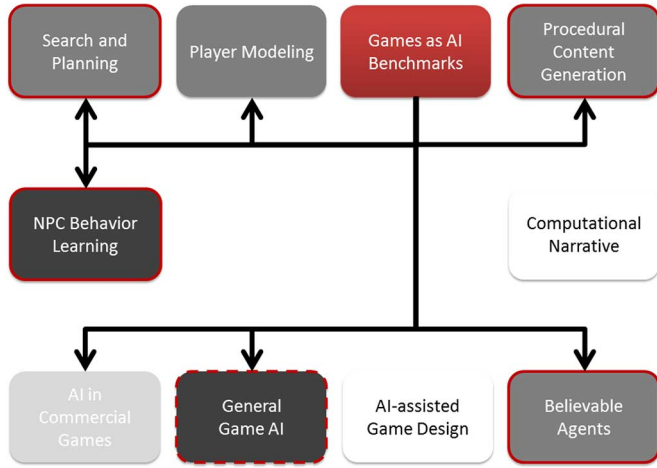 Search and
Planning
Player Modeling
Games as AI
Benchmarks
Procedural
Content
Generation
NPC Behavior
Learning
Computational
Narrative
AI in
Commercial
Games
General
Game AI
AI-assisted
Game Design
Believable
Agents